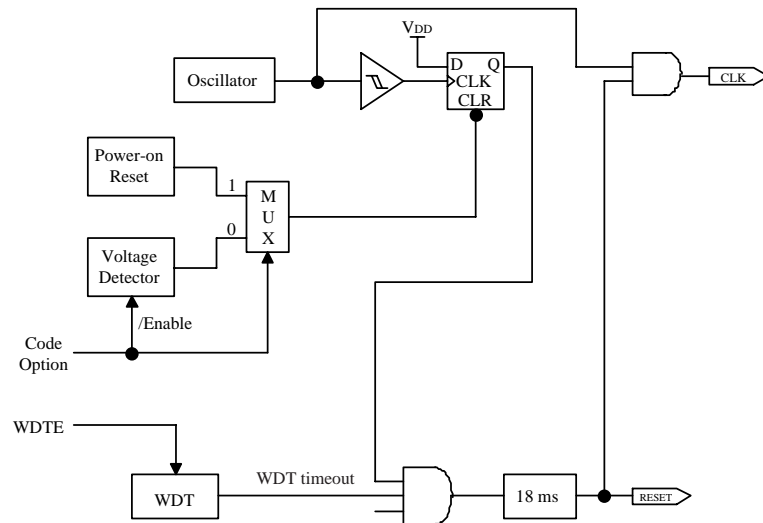 VDD
Oscillator
D Q
CLK
CLR
CLK
Power-on
Reset
1
M
U
X
0
Voltage
Detector
/Enable
Code
Option
WDTE
WDT timeout
WDT
18 ms
RESET